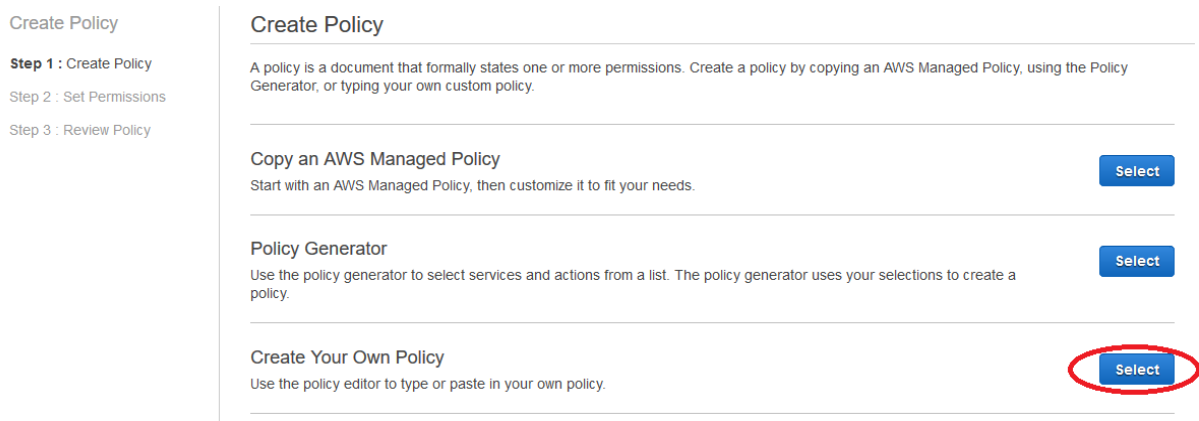 Create Policy
Step 1 : Create Policy
Step 2 : Set Permissions
Step 3 : Review Policy
Create Policy
A policy is a document that formally states one or more permissions. Create a policy by copying an AWS Managed Policy, using the Policy
Generator, or typing your own custom policy.
Copy an AWS Managed Policy
Start with an AWS Managed Policy, then customize it to fit your needs.
Select
Policy Generator
Use the policy generator to select services and actions from a list. The policy generator uses your selections to create a
policy.
Select
Create Your Own Policy
Use the policy editor to type or paste in your own policy.
Select